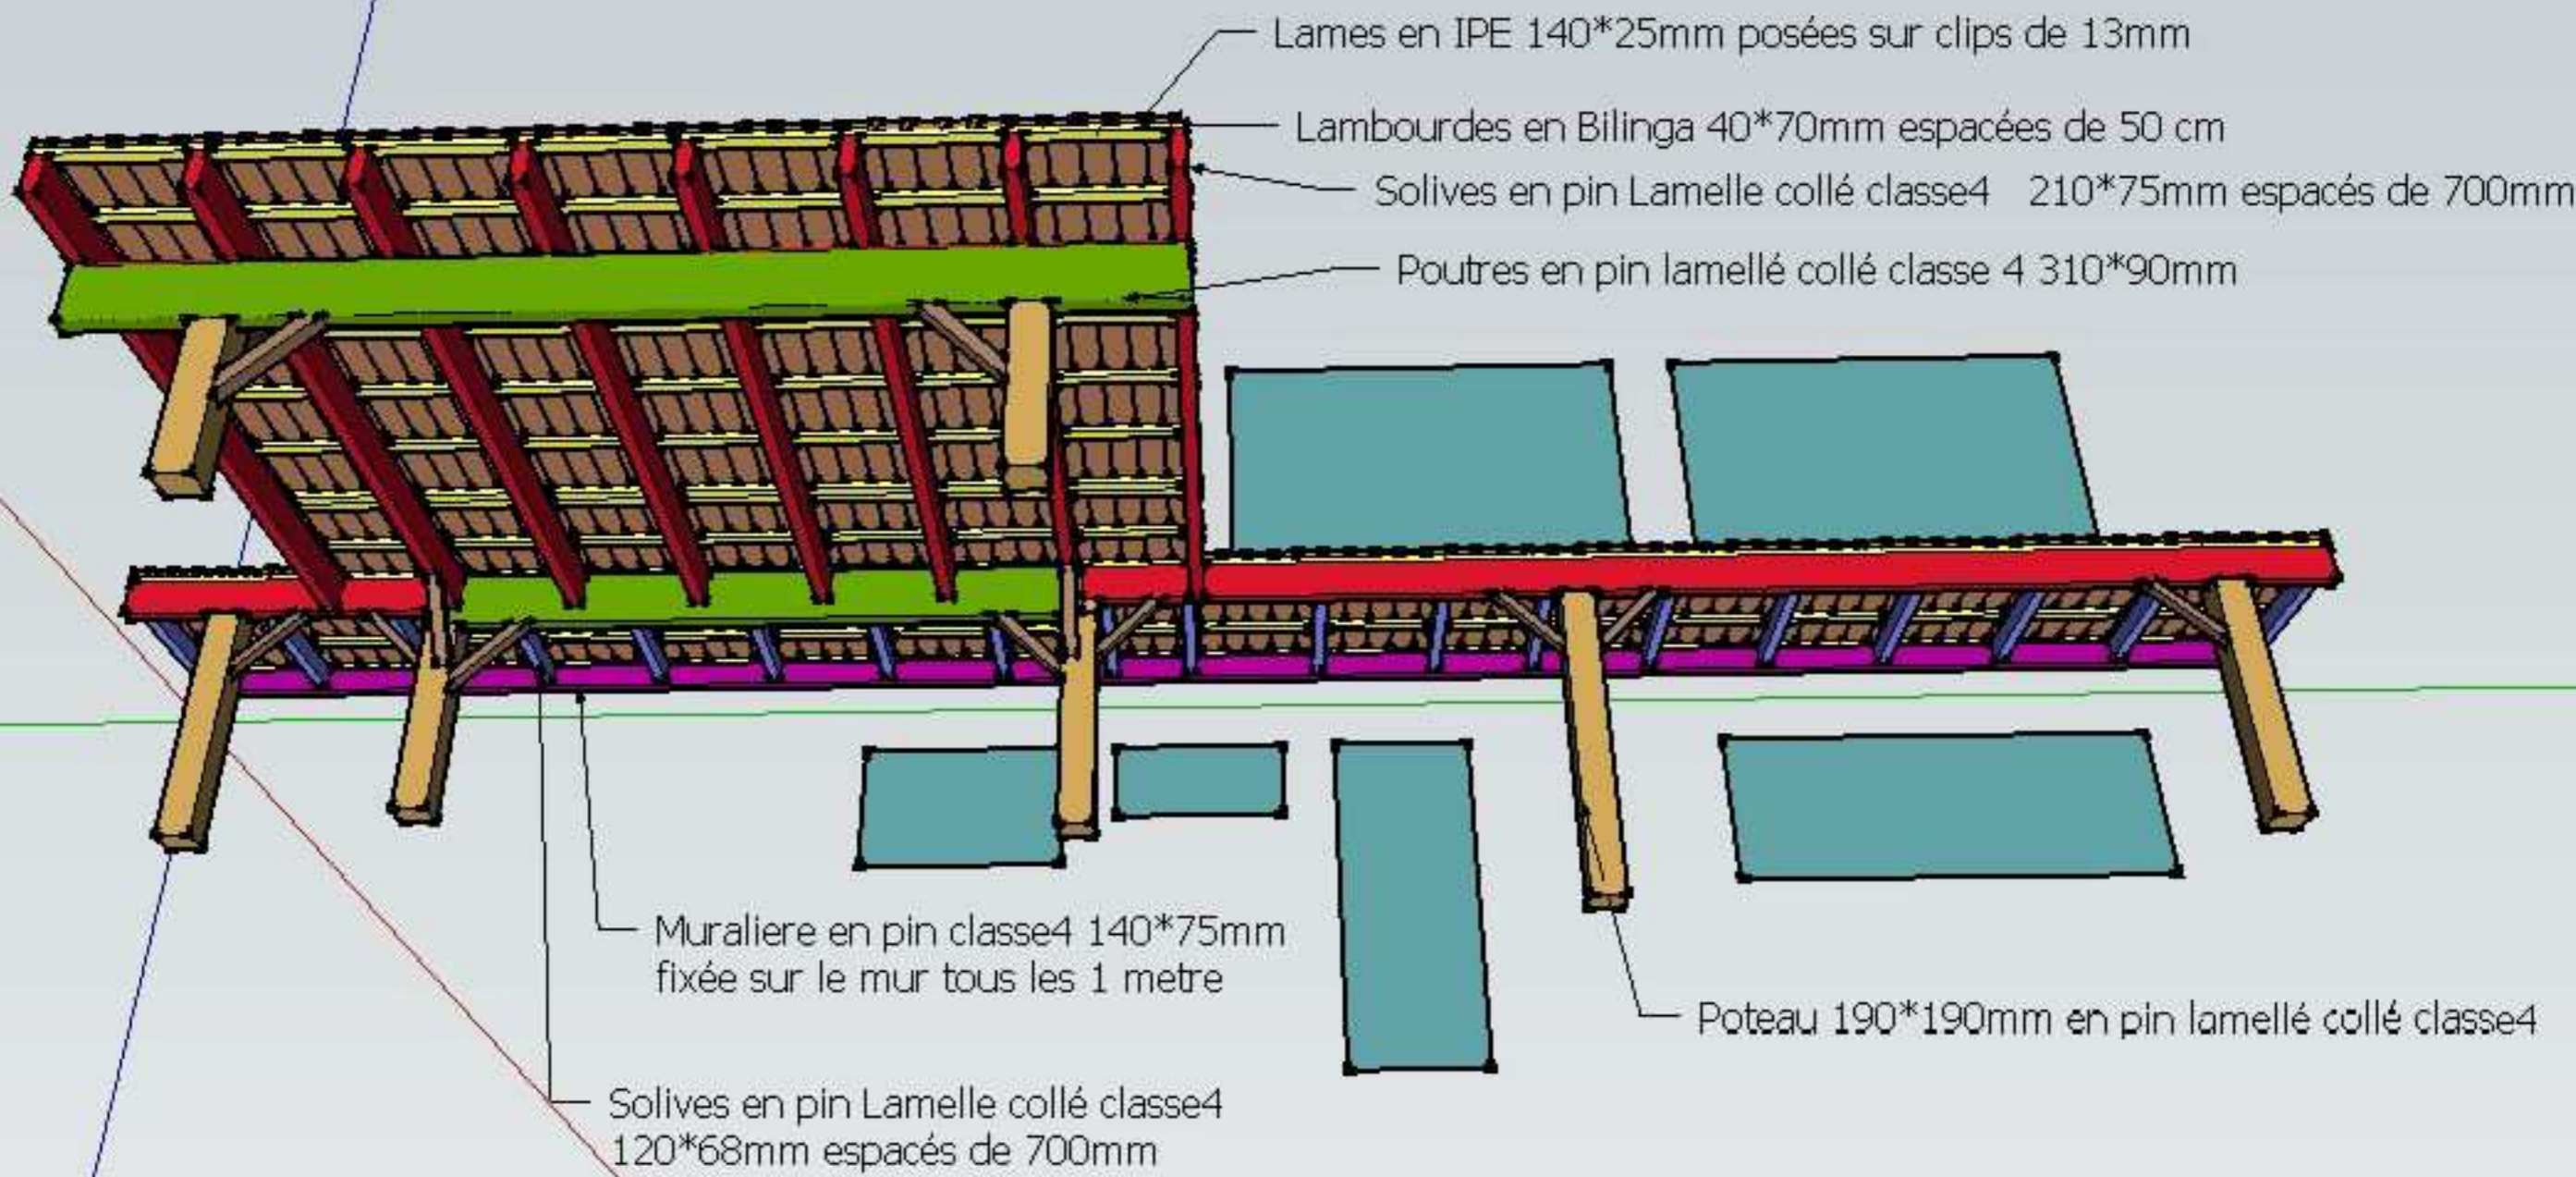 Lames en IPE 140*25mm posées sur clips de 13mm
Lambourdes en Bilinga 40*70mm espacées de 50 cm
Solives en pin Lamelle collé classe4 210*75mm espacés de 700mm
Poutres en pin lamellé collé classe 4 310*90mm
Muraliere en pin classe4 140*75mm
fixée sur le mur tous les 1 metre
Poteau 190*190mm en pin lamellé collé classe4
Solives en pin Lamelle collé classe4
120*68mm espacés de 700mm